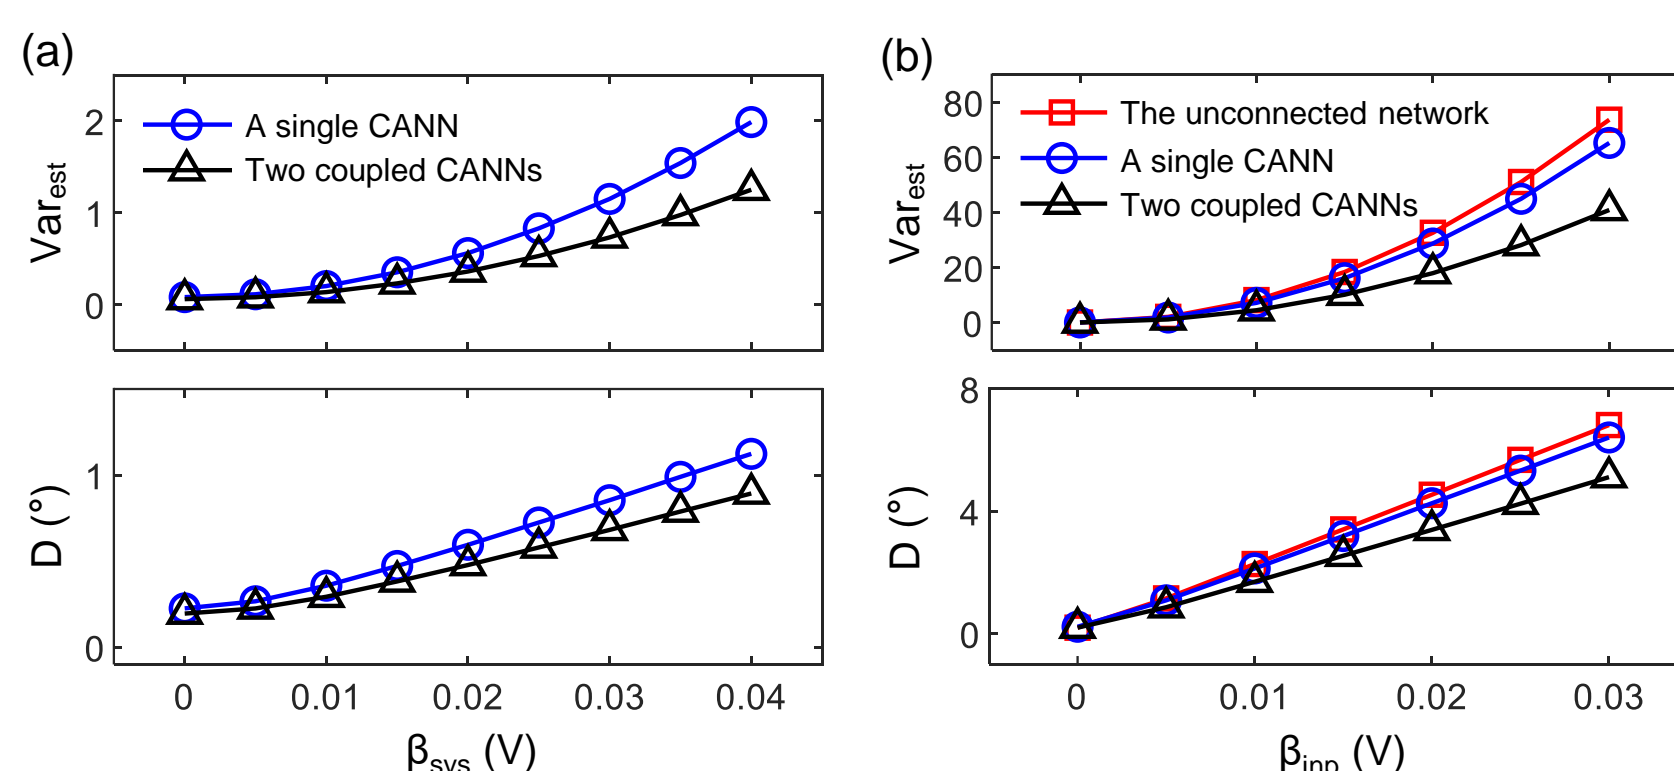 (a)
2
1
0
Var_est
A single CANN
Two coupled CANNs
1
0
D (°)
0 0.01 0.02 0.03 0.04
β_sys (V)
(b)
80
60
40
20
0
Var_est
The unconnected network
A single CANN
Two coupled CANNs
8
4
0
D (°)
0 0.01 0.02 0.03
β_inp (V)